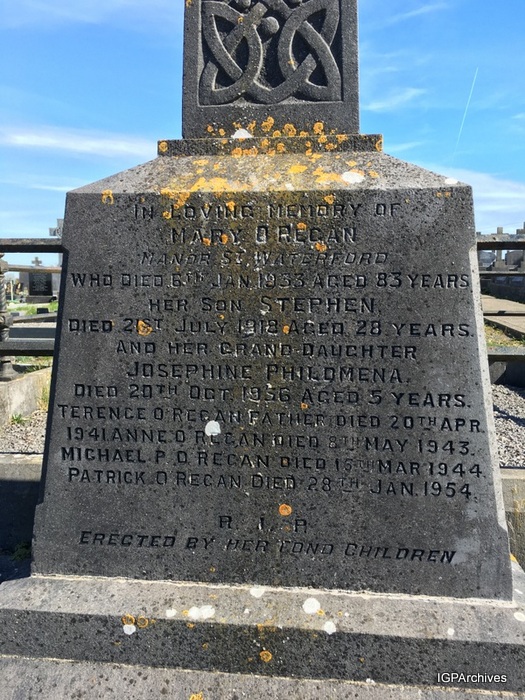 IN LOVING MEMORY OF
MARY O'REGAN
MANOR ST. WATERFORD
WHO DIED 6TH JAN. 1933 AGED 83 YEARS
HER SON STEPHEN,
DIED 21ST JULY 1918 AGED 28 YEARS.
AND HER GRAND-DAUGHTER
JOSEPHINE PHILOMENA.
DIED 20TH OCT. 1936 AGED 5 YEARS.
TERENCE O'REGAN FATHER DIED 20TH APR.
1941. ANNE O'REGAN DIED 8TH MAY 1943.
MICHAEL P. O'REGAN DIED 15TH MAR 1944
PATRICK O'REGAN DIED 28TH JAN. 1954.
R. I. P.
ERECTED BY HER FOND CHILDREN
IGPArchives